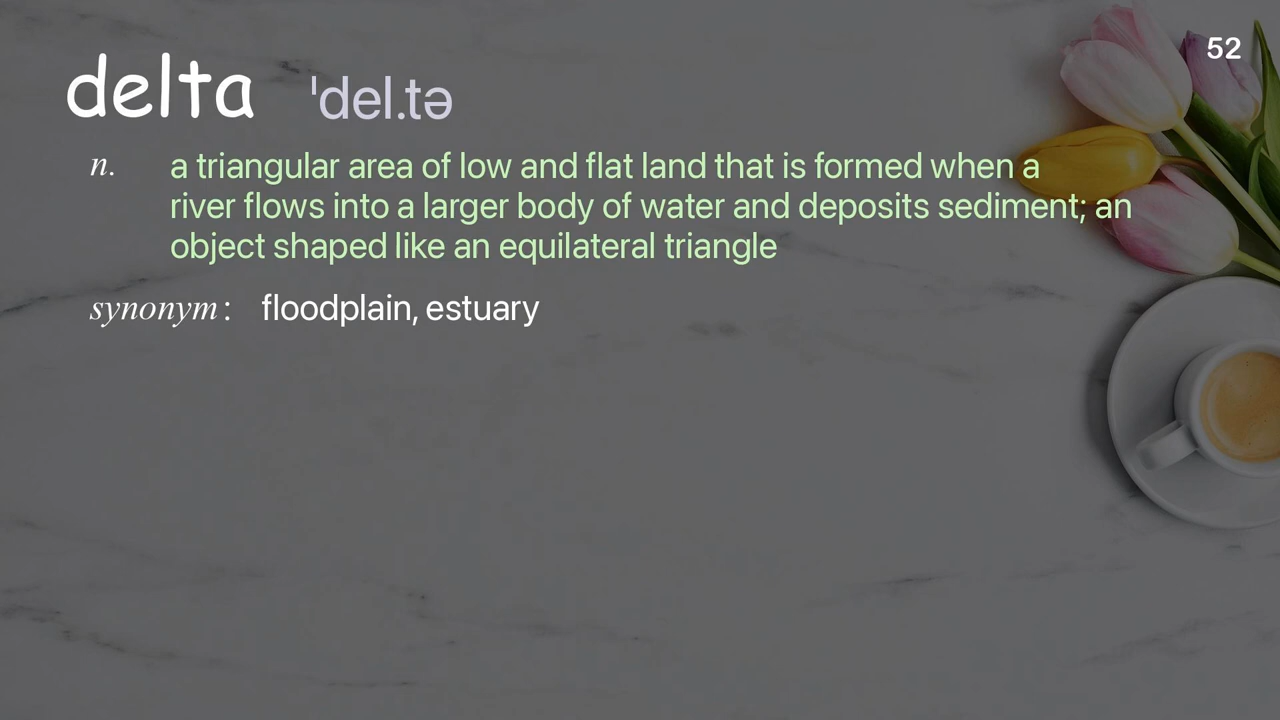 52
delta ˈdel.tə
n. a triangular area of low and flat land that is formed when a
river flows into a larger body of water and deposits sediment; an
object shaped like an equilateral triangle
synonym: floodplain, estuary